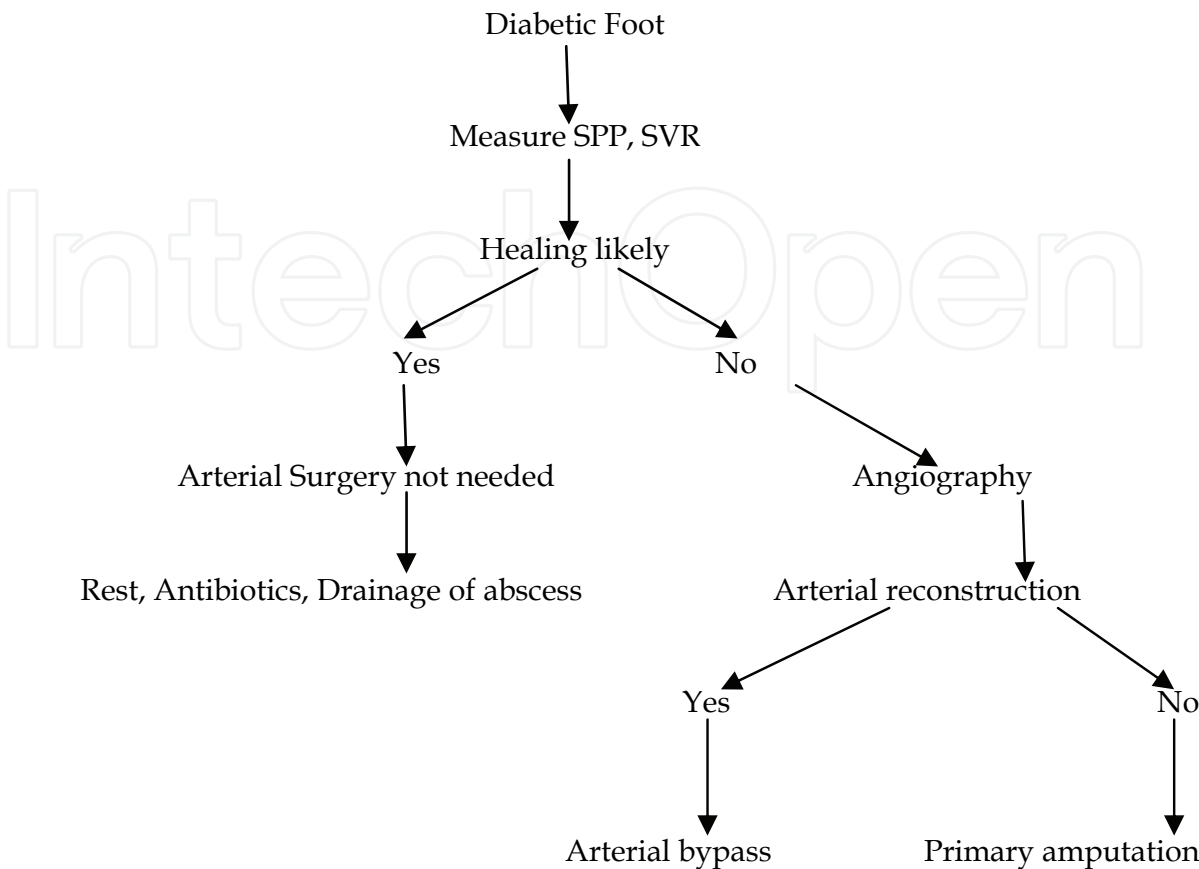 Diabetic Foot
Measure SPP, SVR
IntechOpen
Healing likely
Yes
No
Arterial Surgery not needed
Angiography
Rest, Antibiotics, Drainage of abscess
Arterial reconstruction
Yes
No
Arterial bypass
Primary amputation